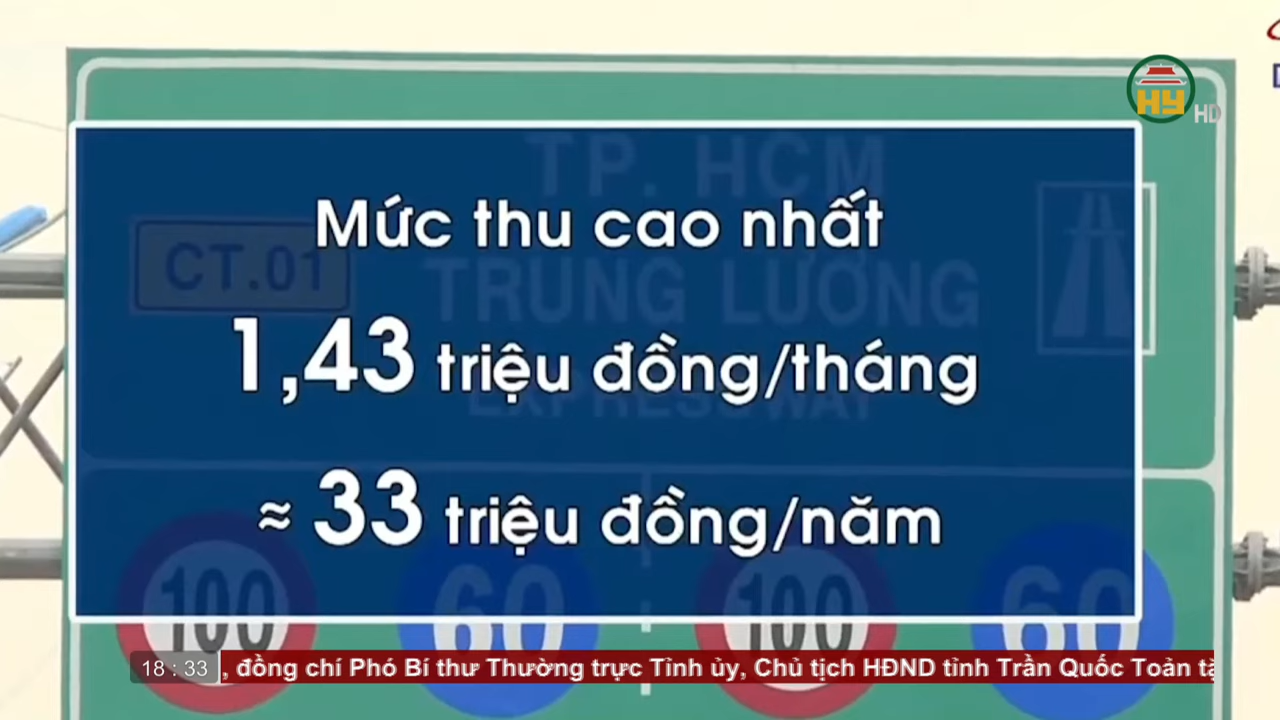 HY HD
TP. HCM
Mức thu cao nhất
CT.01
TRUNG LƯƠNG
1,43 triệu đồng/tháng
EXPRESSWAY
≈ 33 triệu đồng/năm
100 60 100 60
18 : 33 , đồng chí Phó Bí thư Thường trực Tỉnh ủy, Chủ tịch HĐND tỉnh Trần Quốc Toản